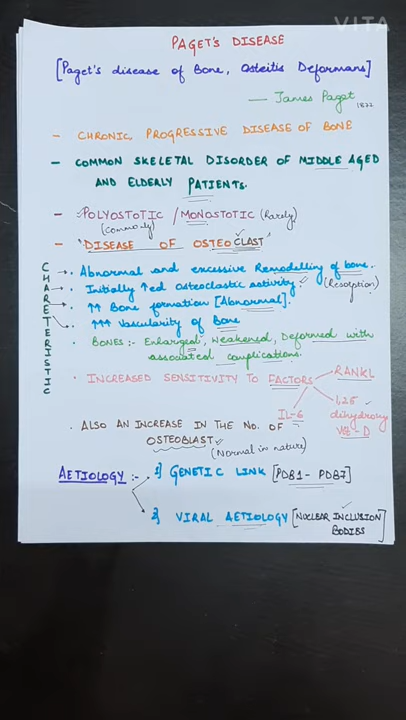 VITA
PAGET'S DISEASE
[Paget's disease of Bone, Osteitis Deformans]
— James Paget 1877
- CHRONIC, PROGRESSIVE DISEASE OF BONE
- COMMON SKELETAL DISORDER OF MIDDLE AGED
AND ELDERLY PATIENTS.
- POLYOSTOTIC / MONOSTOTIC (Rarely)
(commonly)
- 'DISEASE OF OSTEOCLAST'
CHARETERISTIC
Abnormal and excessive Remodelling of bone.
Initially ↑ed osteoclastic activity (Resorption)
↑↑ Bone formation [Abnormal].
↑↑↑ Vascularity of Bone
• BONES:- Enlarged, Weakened, Deformed with
associated complications.
• INCREASED SENSITIVITY TO FACTORS
RANKL
IL-6
1,25
dihydroxy
Vit-D
• ALSO AN INCREASE IN THE NO. OF
OSTEOBLAST
(Normal in nature)
AETIOLOGY :- 1) GENETIC LINK [PDB1- PDB7]
2) VIRAL AETIOLOGY [NUCLEAR INCLUSION
BODIES]